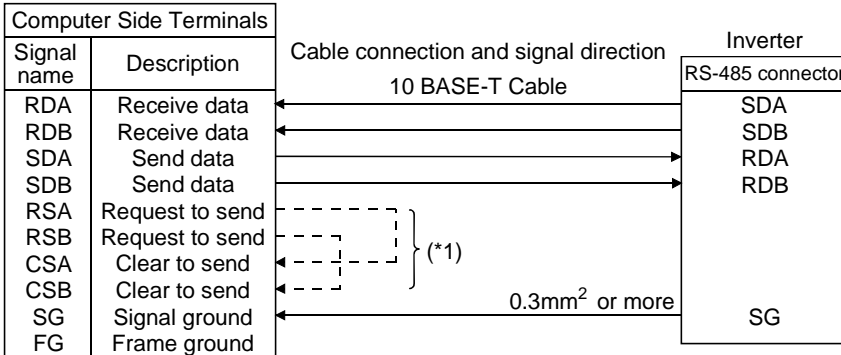 Computer Side Terminals
Signal name Description
Cable connection and signal direction
10 BASE-T Cable
Inverter
RS-485 connector
RDA Receive data SDA
RDB Receive data SDB
SDA Send data RDA
SDB Send data RDB
RSA Request to send
RSB Request to send
(*1)
CSA Clear to send
CSB Clear to send
0.3mm² or more
SG Signal ground SG
FG Frame ground